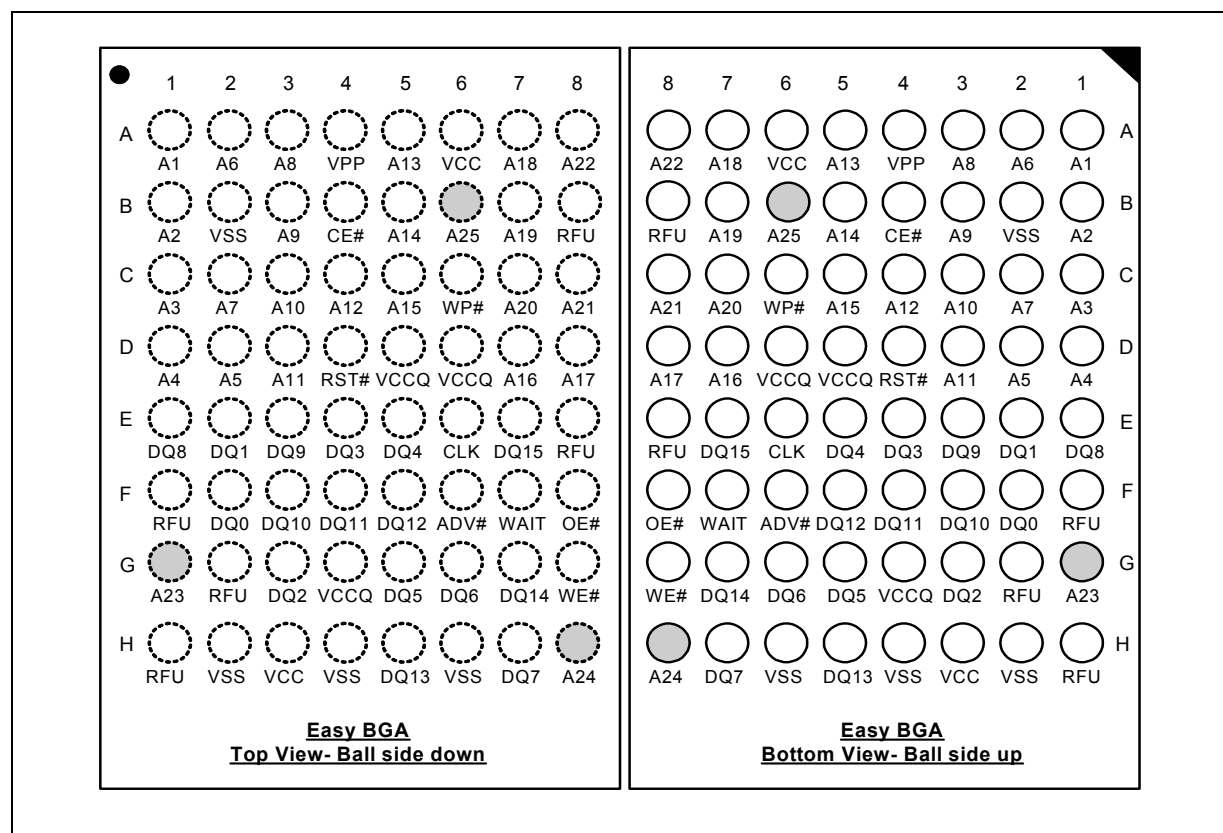 1 2 3 4 5 6 7 8
A
A1 A6 A8 VPP A13 VCC A18 A22
B
A2 VSS A9 CE# A14 A25 A19 RFU
C
A3 A7 A10 A12 A15 WP# A20 A21
D
A4 A5 A11 RST# VCCQ VCCQ A16 A17
E
DQ8 DQ1 DQ9 DQ3 DQ4 CLK DQ15 RFU
F
RFU DQ0 DQ10 DQ11 DQ12 ADV# WAIT OE#
G
A23 RFU DQ2 VCCQ DQ5 DQ6 DQ14 WE#
H
RFU VSS VCC VSS DQ13 VSS DQ7 A24
Easy BGA
Top View- Ball side down
8 7 6 5 4 3 2 1
A
A22 A18 VCC A13 VPP A8 A6 A1
B
RFU A19 A25 A14 CE# A9 VSS A2
C
A21 A20 WP# A15 A12 A10 A7 A3
D
A17 A16 VCCQ VCCQ RST# A11 A5 A4
E
RFU DQ15 CLK DQ4 DQ3 DQ9 DQ1 DQ8
F
OE# WAIT ADV# DQ12 DQ11 DQ10 DQ0 RFU
G
WE# DQ14 DQ6 DQ5 VCCQ DQ2 RFU A23
H
A24 DQ7 VSS DQ13 VSS VCC VSS RFU
Easy BGA
Bottom View- Ball side up